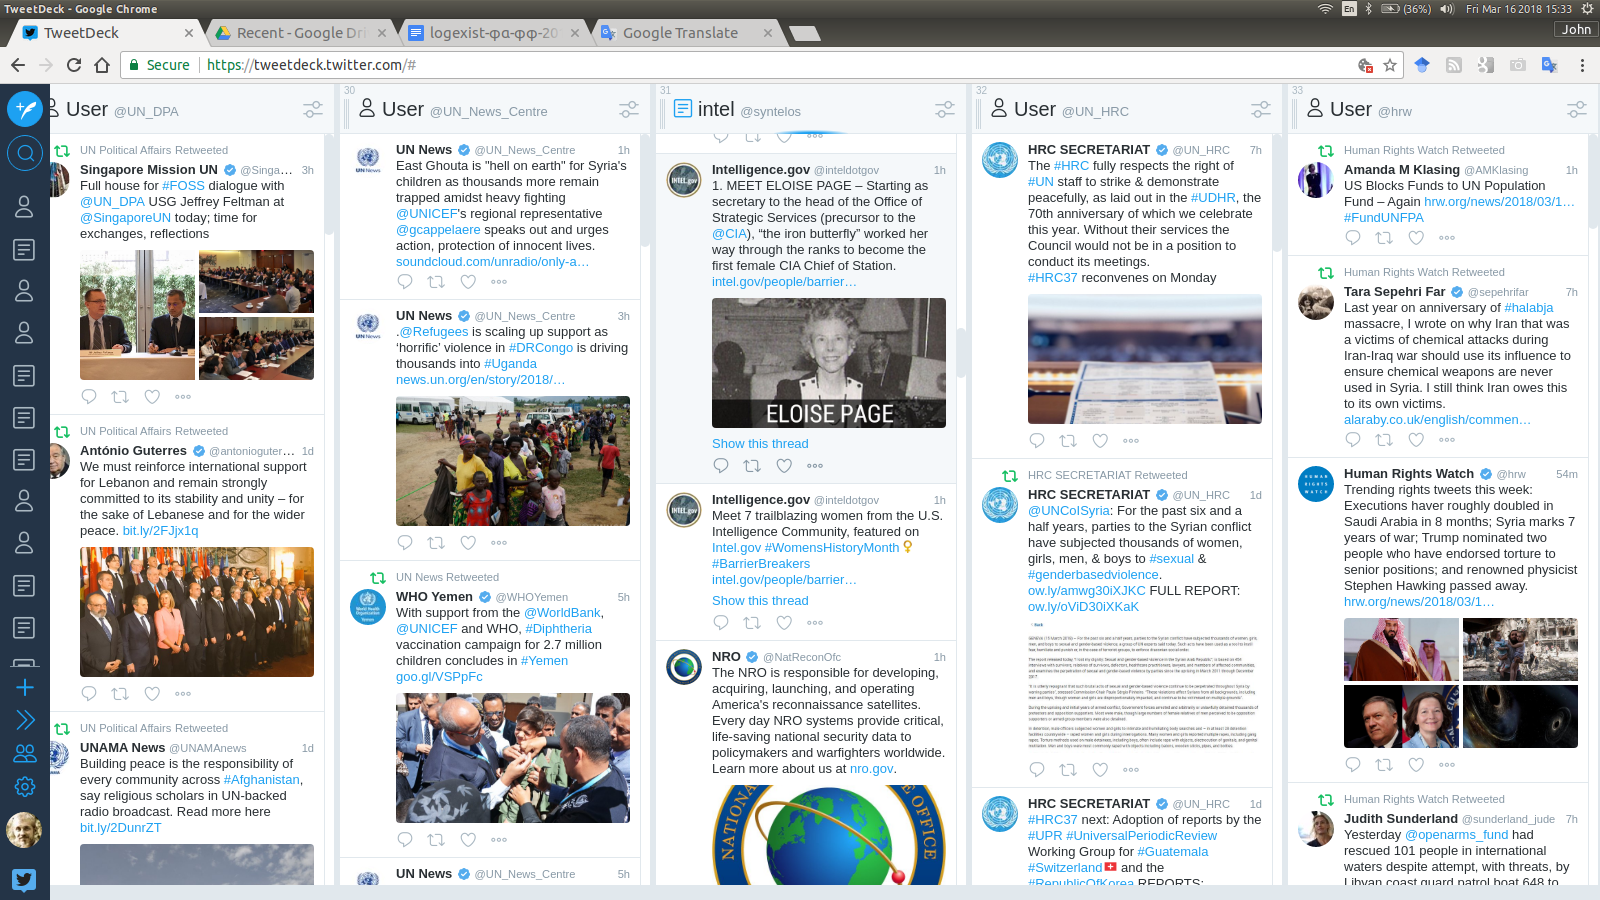 TweetDeck - Google Chrome
En
(36%)
Fri Mar 16 2018 15:33
TweetDeck
Recent - Google Dri
logexist-φα-φφ-20
Google Translate
John
Secure
https://tweetdeck.twitter.com/#
User @UN_DPA
UN Political Affairs Retweeted
Singapore Mission UN @Singa... 3h
Full house for #FOSS dialogue with
@UN_DPA USG Jeffrey Feltman at
@SingaporeUN today; time for
exchanges, reflections
UN Political Affairs Retweeted
António Guterres @antonioguter... 1d
We must reinforce international support
for Lebanon and remain strongly
committed to its stability and unity – for
the sake of Lebanese and for the wider
peace. bit.ly/2FJjx1q
UN Political Affairs Retweeted
UNAMA News @UNAMAnews 1d
Building peace is the responsibility of
every community across #Afghanistan,
say religious scholars in UN-backed
radio broadcast. Read more here
bit.ly/2DunrZT
30
User @UN_News_Centre
UN News @UN_News_Centre 1h
East Ghouta is "hell on earth" for Syria's
children as thousands more remain
trapped amidst heavy fighting
@UNICEF's regional representative
@gcappelaere speaks out and urges
action, protection of innocent lives.
soundcloud.com/unradio/only-a…
UN News @UN_News_Centre 3h
.@Refugees is scaling up support as
‘horrific’ violence in #DRCongo is driving
thousands into #Uganda
news.un.org/en/story/2018/…
UN News Retweeted
WHO Yemen @WHOYemen 5h
With support from the @WorldBank,
@UNICEF and WHO, #Diphtheria
vaccination campaign for 2.7 million
children concludes in #Yemen
goo.gl/VSPpFc
UN News @UN_News_Centre 5h
31
intel @syntelos
Intelligence.gov @inteldotgov 1h
1. MEET ELOISE PAGE – Starting as
secretary to the head of the Office of
Strategic Services (precursor to the
@CIA), “the iron butterfly” worked her
way through the ranks to become the
first female CIA Chief of Station.
intel.gov/people/barrier…
ELOISE PAGE
Show this thread
Intelligence.gov @inteldotgov 1h
Meet 7 trailblazing women from the U.S.
Intelligence Community, featured on
Intel.gov #WomensHistoryMonth
#BarrierBreakers
intel.gov/people/barrier…
Show this thread
NRO @NatReconOfc 1h
The NRO is responsible for developing,
acquiring, launching, and operating
America's reconnaissance satellites.
Every day NRO systems provide critical,
life-saving national security data to
policymakers and warfighters worldwide.
Learn more about us at nro.gov.
32
User @UN_HRC
HRC SECRETARIAT @UN_HRC 7h
The #HRC fully respects the right of
#UN staff to strike & demonstrate
peacefully, as laid out in the #UDHR, the
70th anniversary of which we celebrate
this year. Without their services the
Council would not be in a position to
conduct its meetings.
#HRC37 reconvenes on Monday
HRC SECRETARIAT Retweeted
HRC SECRETARIAT @UN_HRC 1d
@UNCoISyria: For the past six and a
half years, parties to the Syrian conflict
have subjected thousands of women,
girls, men, & boys to #sexual &
#genderbasedviolence.
ow.ly/amwg30iXJKC FULL REPORT:
ow.ly/oViD30iXKaK
HRC SECRETARIAT @UN_HRC 1d
#HRC37 next: Adoption of reports by the
#UPR #UniversalPeriodicReview
Working Group for #Guatemala
#Switzerland and the
#RepublicOfKorea REPORTS:
33
User @hrw
Human Rights Watch Retweeted
Amanda M Klasing @AMKlasing 1h
US Blocks Funds to UN Population
Fund – Again hrw.org/news/2018/03/1…
#FundUNFPA
Human Rights Watch Retweeted
Tara Sepehri Far @sepehrifar 7h
Last year on anniversary of #halabja
massacre, I wrote on why Iran that was
a victims of chemical attacks during
Iran-Iraq war should use its influence to
ensure chemical weapons are never
used in Syria. I still think Iran owes this
to its own victims.
alaraby.co.uk/english/commen…
Human Rights Watch @hrw 54m
Trending rights tweets this week:
Executions haver roughly doubled in
Saudi Arabia in 8 months; Syria marks 7
years of war; Trump nominated two
people who have endorsed torture to
senior positions; and renowned physicist
Stephen Hawking passed away.
hrw.org/news/2018/03/1…
Human Rights Watch Retweeted
Judith Sunderland @sunderland_jude 7h
Yesterday @openarms_fund had
rescued 101 people in international
waters despite attempt, with threats, by
Libyan coast guard patrol boat 648 to